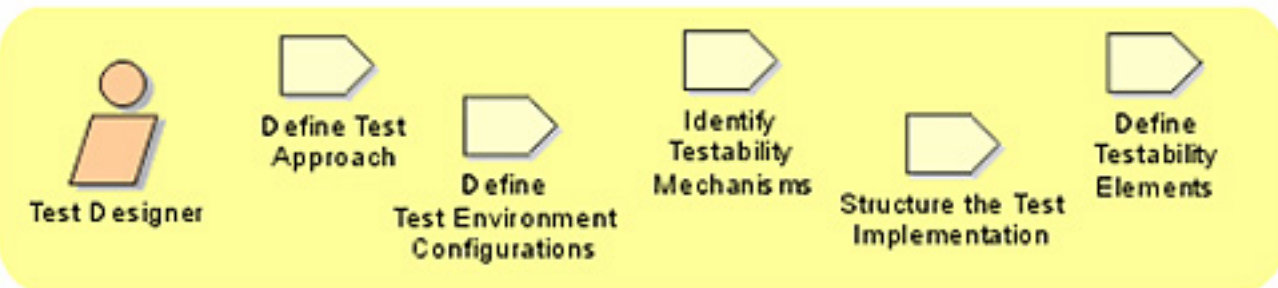 Test Designer
Define Test
Approach
Define
Test Environment
Configurations
Identify
Testability
Mechanisms
Structure the Test
Implementation
Define
Testability
Elements